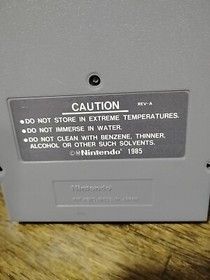 CAUTION REV-A
●DO NOT STORE IN EXTREME TEMPERATURES.
●DO NOT IMMERSE IN WATER.
●DO NOT CLEAN WITH BENZENE, THINNER,
ALCOHOL OR OTHER SUCH SOLVENTS.
©®Nintendo® 1985
Nintendo